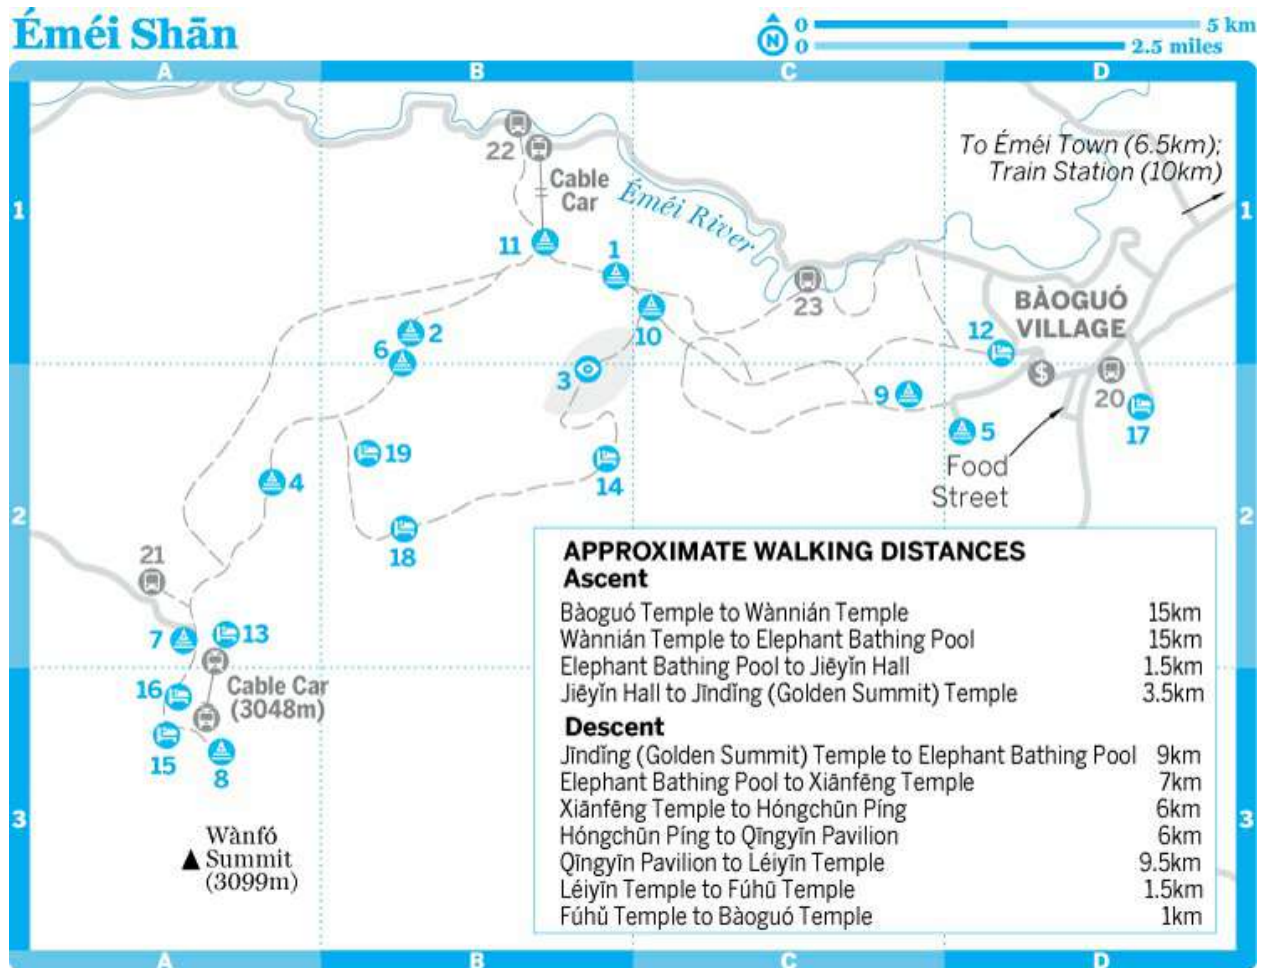 Éméi Shān
0 5 km
N 0 2.5 miles
A B C D
To Éméi Town (6.5km);
Train Station (10km)
22
Cable
Car
Éméi River
1 1
11 1
23
BÀOGUÓ
VILLAGE
10
12
2
6
3
$
9
20
17
5
19
Food
Street
4
14
2 2
18
21
7 13
16
Cable Car
(3048m)
15 8
3 3
Wànfó
Summit
(3099m)
APPROXIMATE WALKING DISTANCES
Ascent
Bàoguó Temple to Wànnián Temple 15km
Wànnián Temple to Elephant Bathing Pool 15km
Elephant Bathing Pool to Jiēyǐn Hall 1.5km
Jiēyǐn Hall to Jīndǐng (Golden Summit) Temple 3.5km
Descent
Jīndǐng (Golden Summit) Temple to Elephant Bathing Pool 9km
Elephant Bathing Pool to Xiānfēng Temple 7km
Xiānfēng Temple to Hóngchūn Píng 6km
Hóngchūn Píng to Qīngyīn Pavilion 6km
Qīngyīn Pavilion to Léiyīn Temple 9.5km
Léiyīn Temple to Fúhǔ Temple 1.5km
Fúhǔ Temple to Bàoguó Temple 1km
A B C D